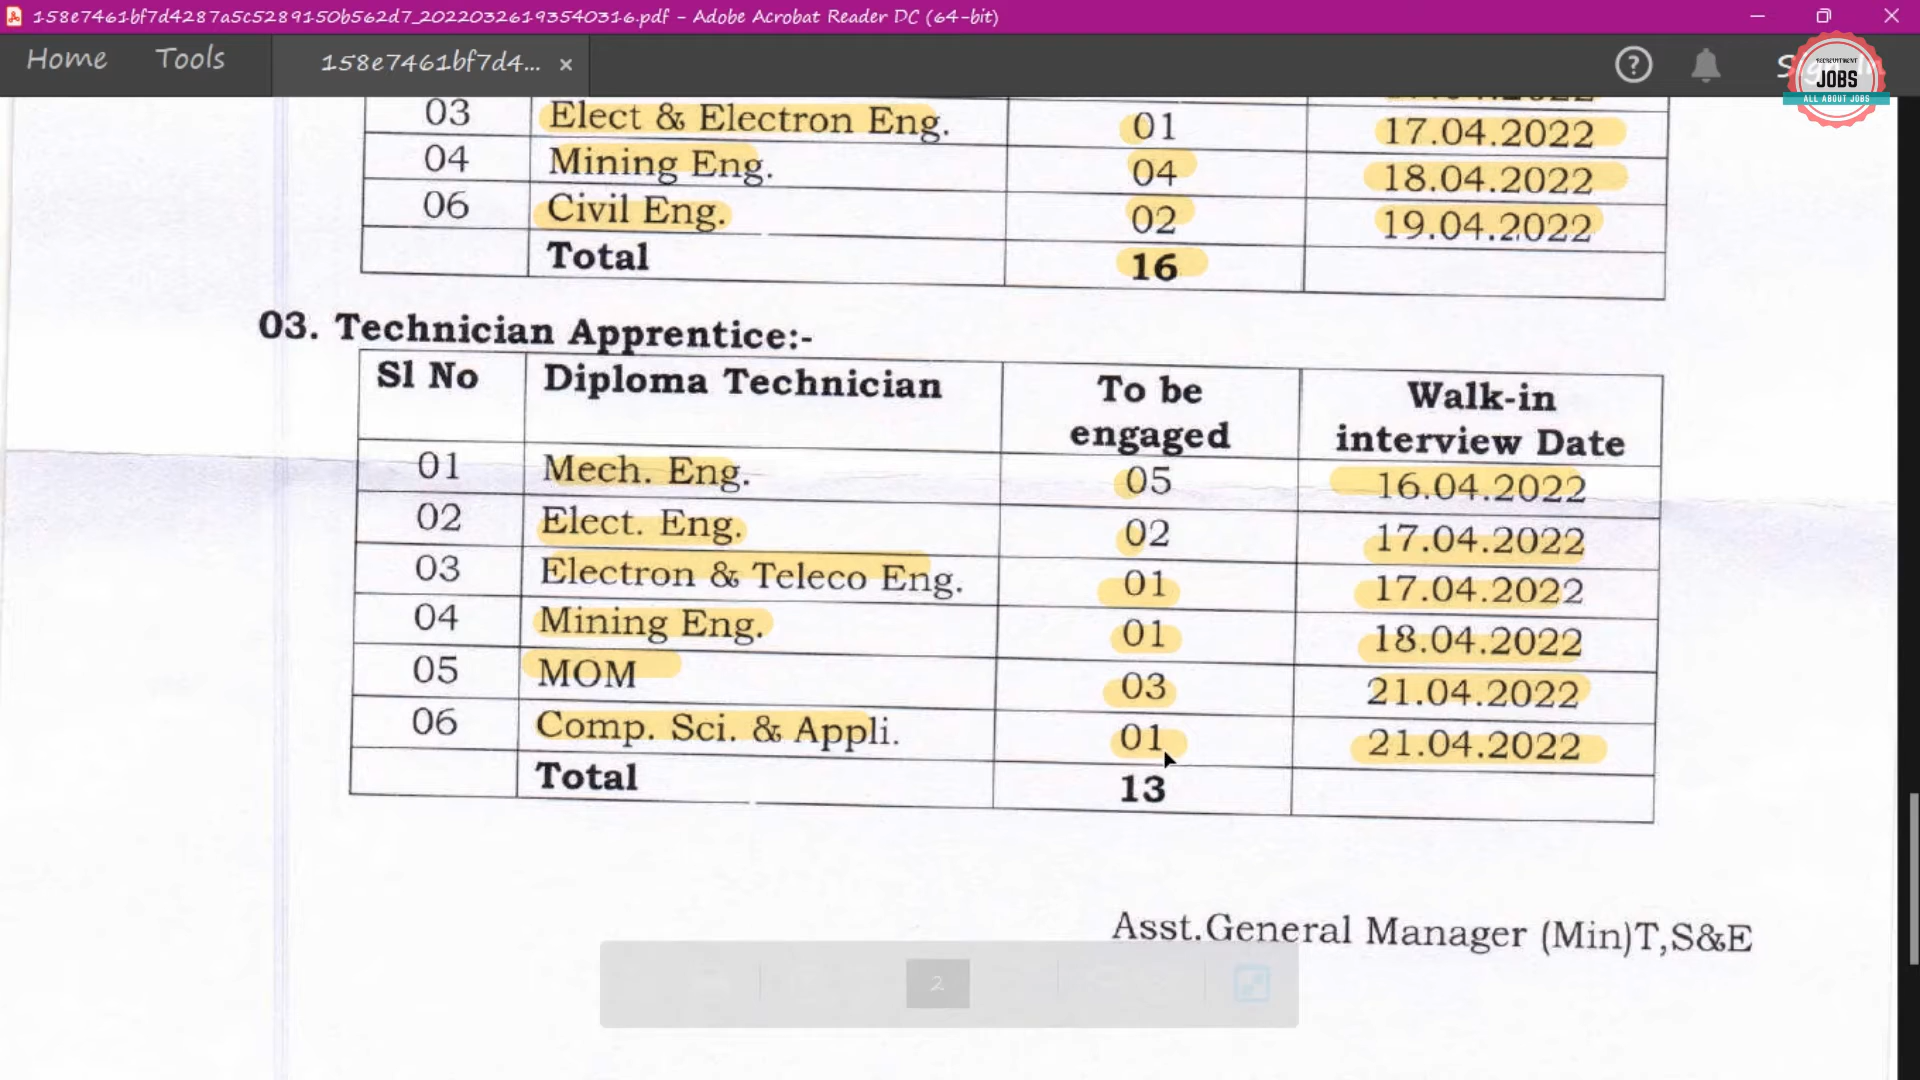 158e7461bf7d4287a5c5289150b562d7_20220326193540316.pdf - Adobe Acrobat Reader DC (64-bit)
Home Tools 158e7461bf7d4... × ?
RECRUITMENT
JOBS
ALL ABOUT JOBS
03 Elect & Electron Eng. 01 17.04.2022
04 Mining Eng. 04 18.04.2022
06 Civil Eng. 02 19.04.2022
Total 16
03. Technician Apprentice:-
Sl No Diploma Technician To be engaged Walk-in interview Date
01 Mech. Eng. 05 16.04.2022
02 Elect. Eng. 02 17.04.2022
03 Electron & Teleco Eng. 01 17.04.2022
04 Mining Eng. 01 18.04.2022
05 MOM 03 21.04.2022
06 Comp. Sci. & Appli. 01 21.04.2022
Total 13
Asst.General Manager (Min)T,S&E
2